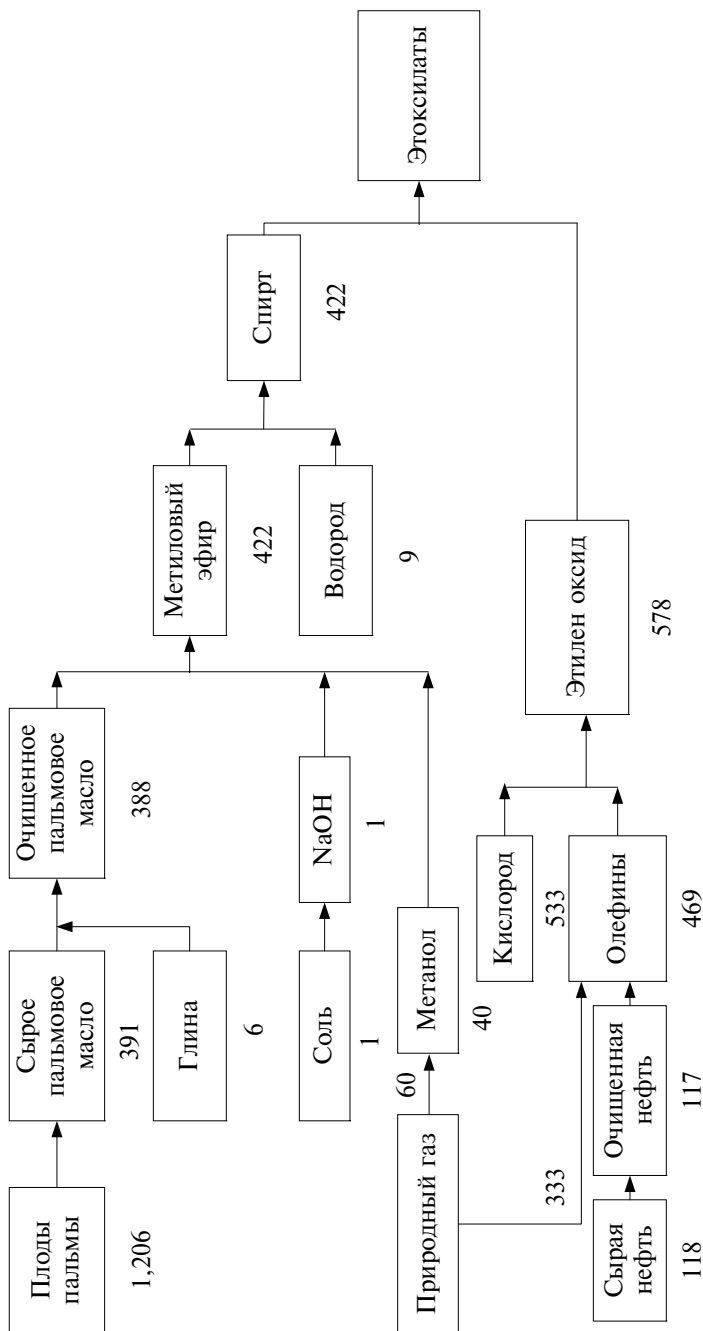 Плоды
пальмы
1,206
Сырое
пальмовое
масло
391
Глина
6
Очищенное
пальмовое
масло
388
Соль
1
NaOH
1
Природный газ
60
333
Метанол
40
Метиловый
эфир
422
Водород
9
Спирт
422
Сырая
нефть
118
Очищенная
нефть
117
Кислород
533
Олефины
469
Этилен оксид
578
Этоксилаты